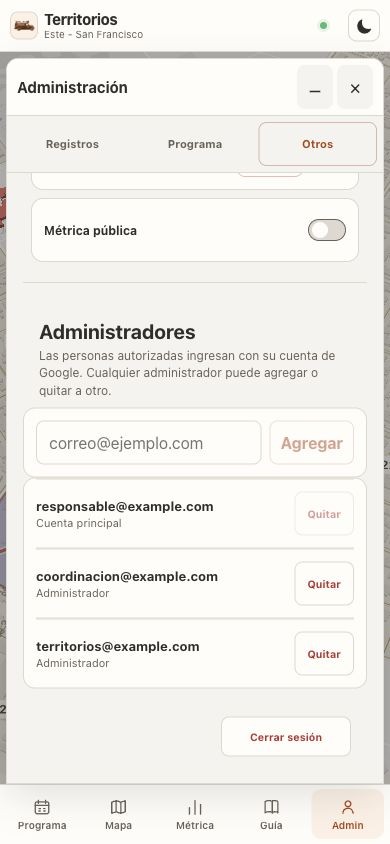 Territorios
Este - San Francisco
Administración
Registros
Programa
Otros
Métrica pública
Administradores
Las personas autorizadas ingresan con su cuenta de
Google. Cualquier administrador puede agregar o
quitar a otro.
correo@ejemplo.com
Agregar
responsable@example.com
Cuenta principal
Quitar
coordinacion@example.com
Administrador
Quitar
territorios@example.com
Administrador
Quitar
Cerrar sesión
Programa
Mapa
Métrica
Guía
Admin